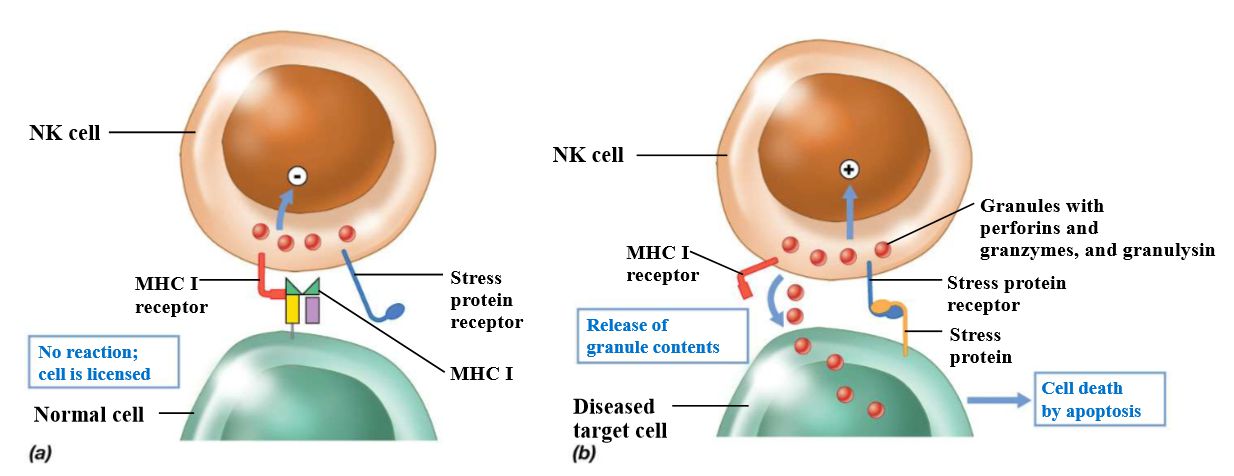 NK cell
-
MHC I
receptor
Stress
protein
receptor
No reaction;
cell is licensed
MHC I
Normal cell
(a)
NK cell
+
Granules with
perforins and
granzymes, and granulysin
MHC I
receptor
Stress protein
receptor
Release of
granule contents
Stress
protein
Cell death
by apoptosis
Diseased
target cell
(b)